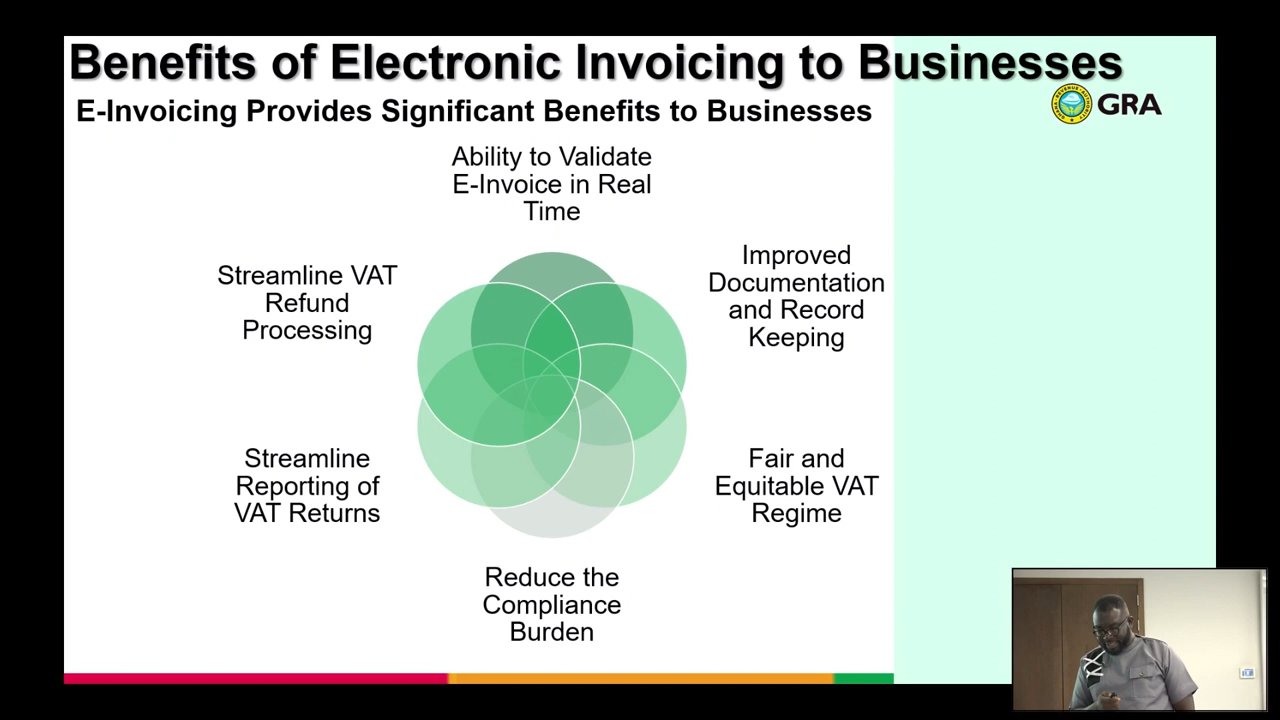 Benefits of Electronic Invoicing to Businesses
E-Invoicing Provides Significant Benefits to Businesses
GRA
Ability to Validate
E-Invoice in Real
Time
Improved
Documentation
and Record
Keeping
Fair and
Equitable VAT
Regime
Reduce the
Compliance
Burden
Streamline
Reporting of
VAT Returns
Streamline VAT
Refund
Processing